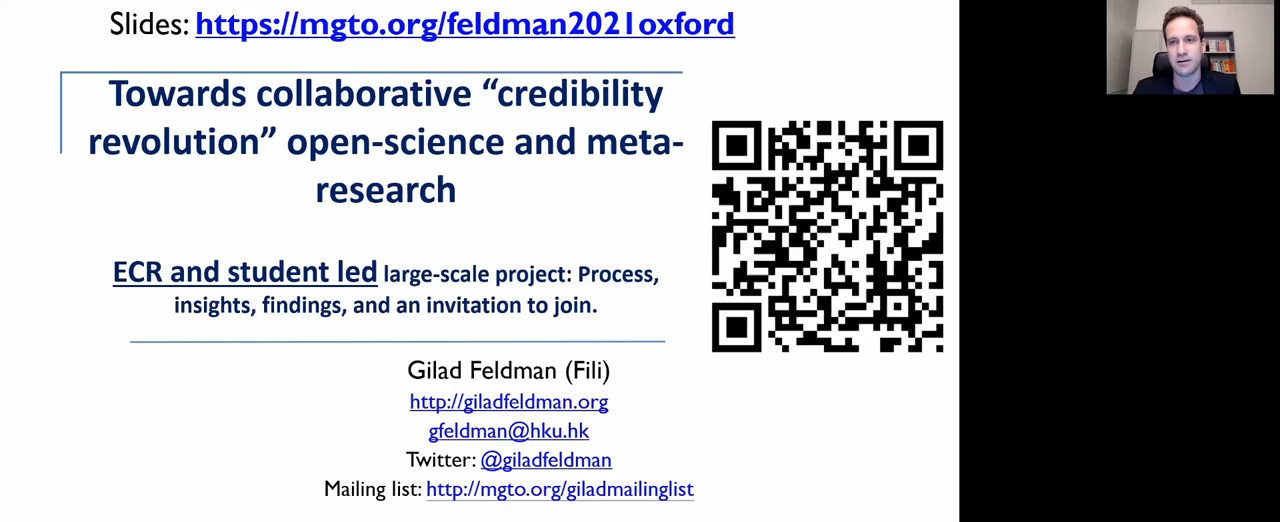 Slides: https://mgto.org/feldman2021oxford
Towards collaborative “credibility
revolution” open-science and meta-
research
ECR and student led large-scale project: Process,
insights, findings, and an invitation to join.
Gilad Feldman (Fili)
http://giladfeldman.org
gfeldman@hku.hk
Twitter: @giladfeldman
Mailing list: http://mgto.org/giladmailinglist